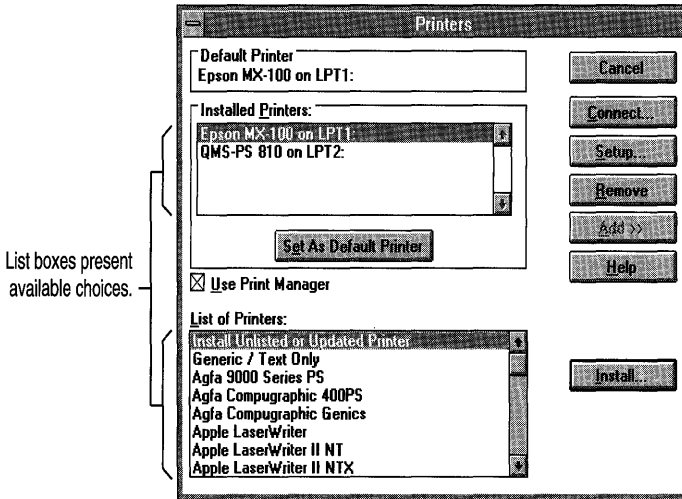 Printers
Default Printer
Epson MX-100 on LPT1:
Installed Printers:
Epson MX-100 on LPT1:
QMS-PS 810 on LPT2:
Set As Default Printer
Use Print Manager
List of Printers:
Install Unlisted or Updated Printer
Generic / Text Only
Agfa 9000 Series PS
Agfa Compugraphic 400PS
Agfa Compugraphic Genics
Apple LaserWriter
Apple LaserWriter II NT
Apple LaserWriter II NTX
Cancel
Connect...
Setup...
Remove
Add >>
Help
Install...
List boxes present
available choices.